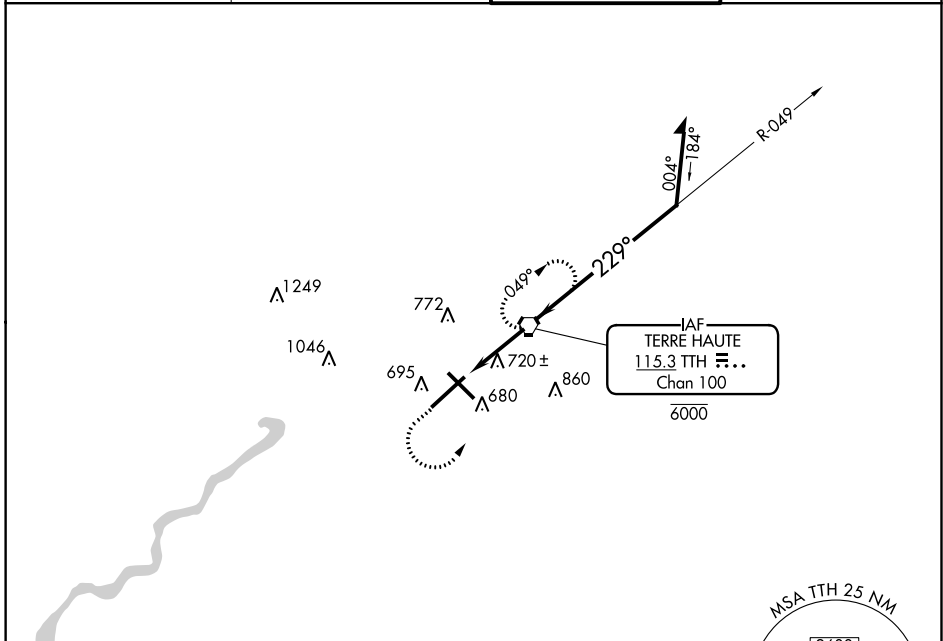 R-049
004°
184°
229°
049°
1249
772
1046
720 ±
695
860
680
IAF
TERRE HAUTE
115.3 TTH
Chan 100
6000
MSA TTH 25 NM